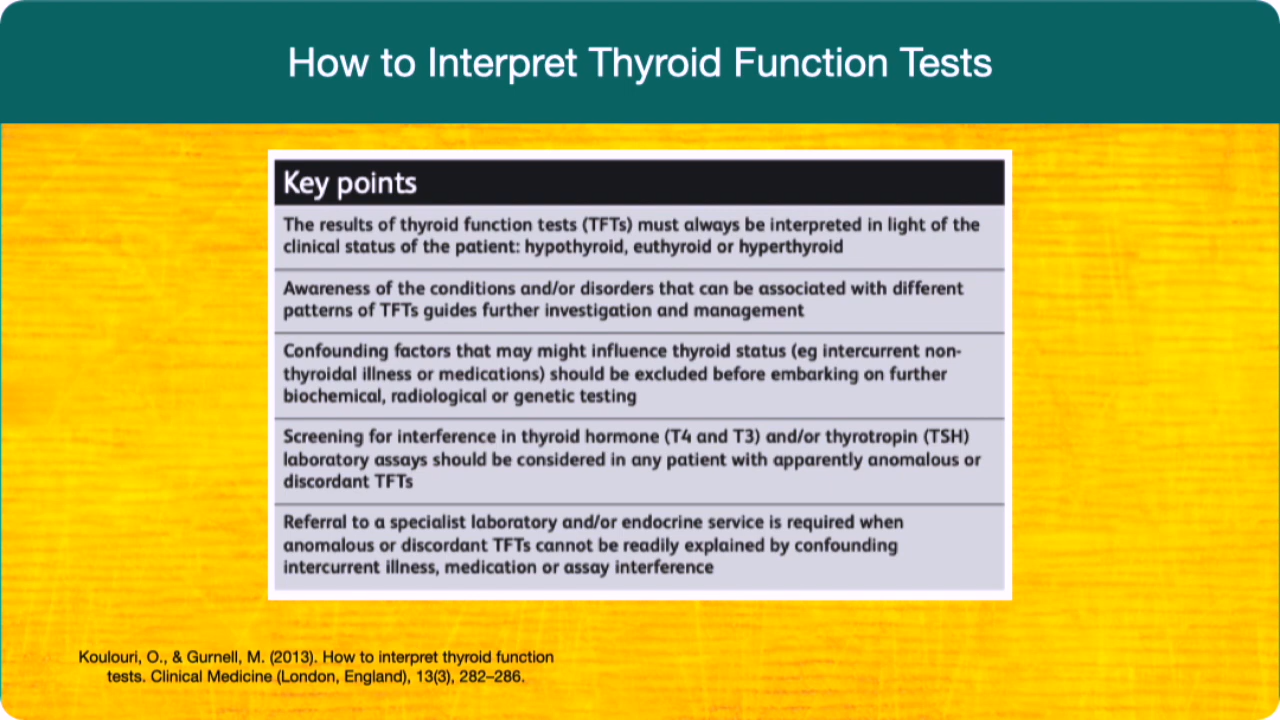 How to Interpret Thyroid Function Tests
Key points
The results of thyroid function tests (TFTs) must always be interpreted in light of the
clinical status of the patient: hypothyroid, euthyroid or hyperthyroid
Awareness of the conditions and/or disorders that can be associated with different
patterns of TFTs guides further investigation and management
Confounding factors that may might influence thyroid status (eg intercurrent non-
thyroidal illness or medications) should be excluded before embarking on further
biochemical, radiological or genetic testing
Screening for interference in thyroid hormone (T4 and T3) and/or thyrotropin (TSH)
laboratory assays should be considered in any patient with apparently anomalous or
discordant TFTs
Referral to a specialist laboratory and/or endocrine service is required when
anomalous or discordant TFTs cannot be readily explained by confounding
intercurrent illness, medication or assay interference
Koulouri, O., & Gurnell, M. (2013). How to interpret thyroid function
tests. Clinical Medicine (London, England), 13(3), 282–286.